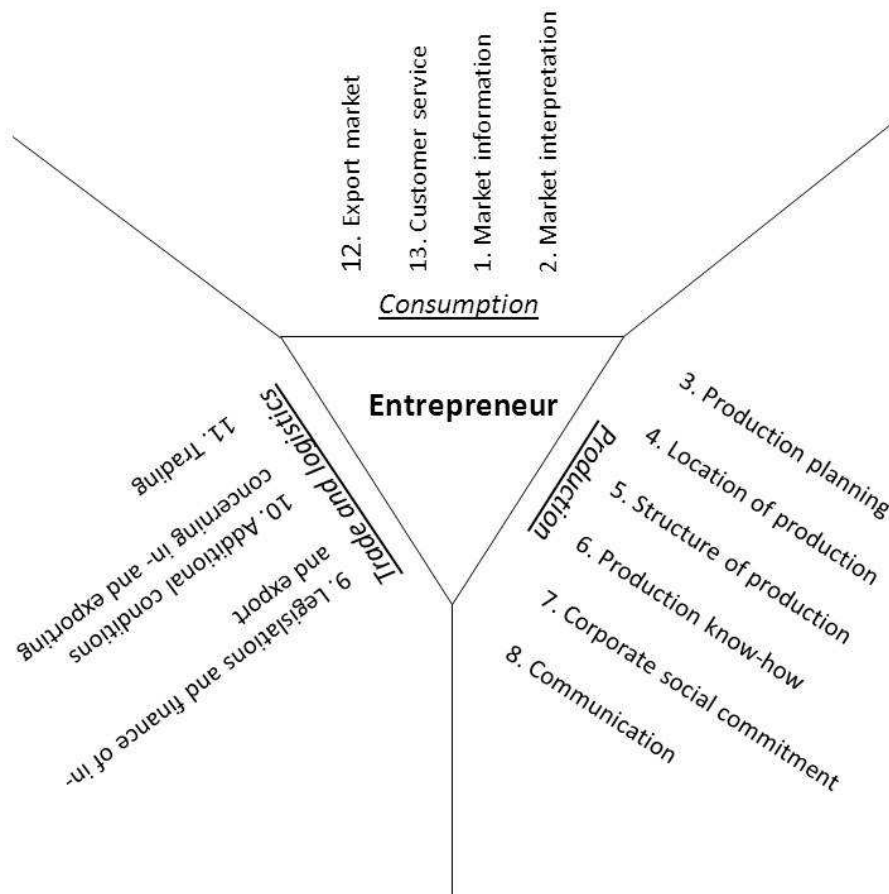 12. Export market
13. Customer service
1. Market information
2. Market interpretation
Consumption
Entrepreneur
Production
3. Production planning
4. Location of production
5. Structure of production
6. Production know-how
7. Corporate social commitment
8. Communication
Trade and logistics
9. Legislations and finance of in-
and export
10. Additional conditions
concerning in- and exporting
11. Trading